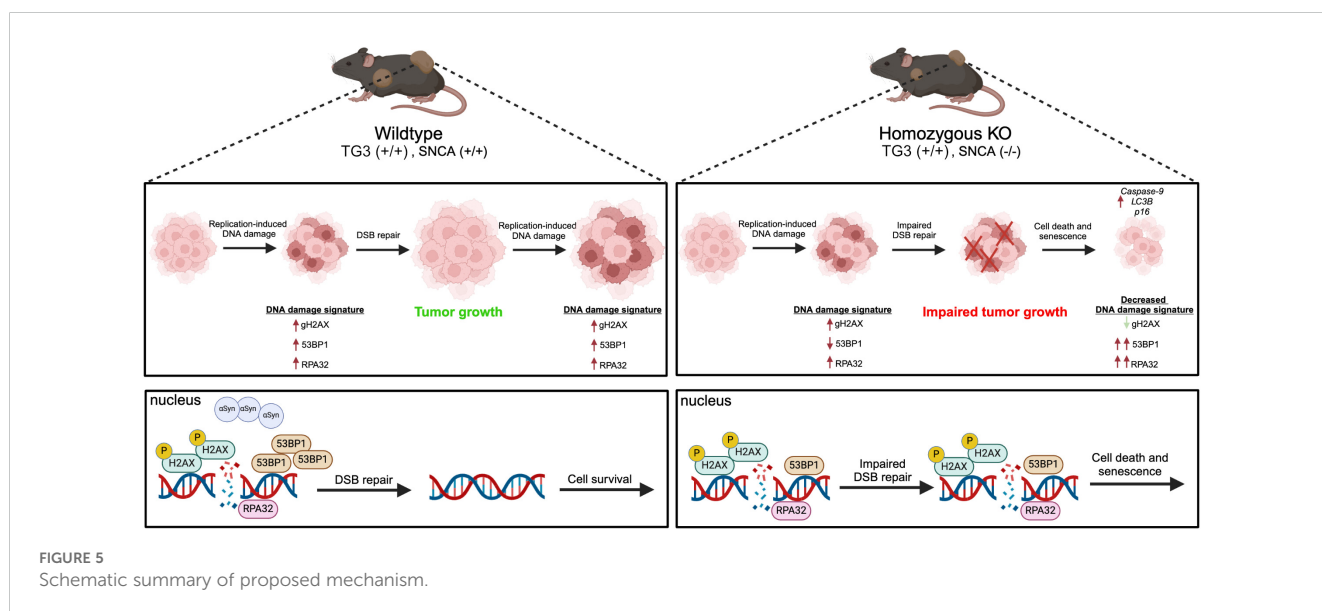 Wildtype
TG3 (+/+) , SNCA (+/+)
Replication-induced
DNA damage
DSB repair
Replication-induced
DNA damage
DNA damage signature
gH2AX
53BP1
RPA32
Tumor growth
DNA damage signature
gH2AX
53BP1
RPA32
nucleus
αSyn
αSyn
αSyn
P
P
H2AX
H2AX
53BP1
53BP1
53BP1
RPA32
DSB repair
Cell survival
Homozygous KO
TG3 (+/+) , SNCA (-/-)
Replication-induced
DNA damage
Impaired
DSB repair
Cell death and
senescence
Caspase-9
LC3B
p16
DNA damage signature
gH2AX
53BP1
RPA32
Impaired tumor growth
Decreased
DNA damage signature
gH2AX
53BP1
RPA32
nucleus
P
P
H2AX
H2AX
53BP1
RPA32
Impaired
DSB repair
P
P
H2AX
H2AX
53BP1
RPA32
Cell death and
senescence
FIGURE 5
Schematic summary of proposed mechanism.